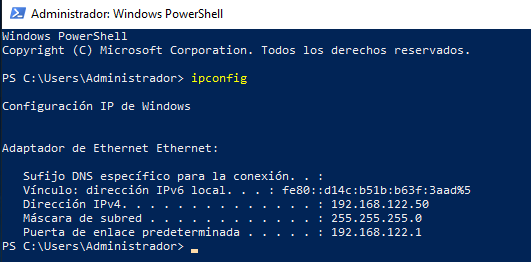 Administrador: Windows PowerShell
Windows PowerShell
Copyright (C) Microsoft Corporation. Todos los derechos reservados.
PS C:\Users\Administrador> ipconfig
Configuración IP de Windows
Adaptador de Ethernet Ethernet:
Sufijo DNS específico para la conexión. . :
Vínculo: dirección IPv6 local. . . : fe80::d14c:b51b:b63f:3aad%5
Dirección IPv4. . . . . . . . . . . . . . : 192.168.122.50
Máscara de subred . . . . . . . . . . . . : 255.255.255.0
Puerta de enlace predeterminada . . . . . : 192.168.122.1
PS C:\Users\Administrador>